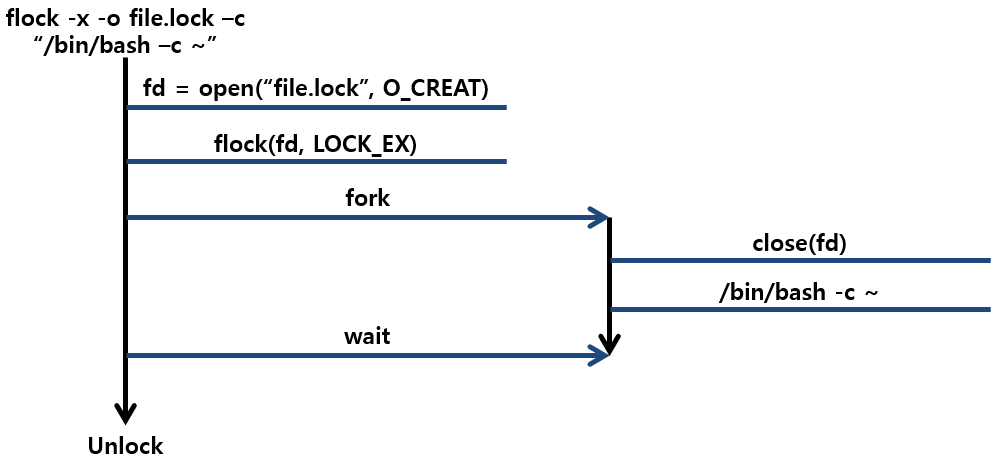 flock -x -o file.lock –c
“/bin/bash –c ~”
fd = open(“file.lock”, O_CREAT)
flock(fd, LOCK_EX)
fork
close(fd)
/bin/bash -c ~
wait
Unlock